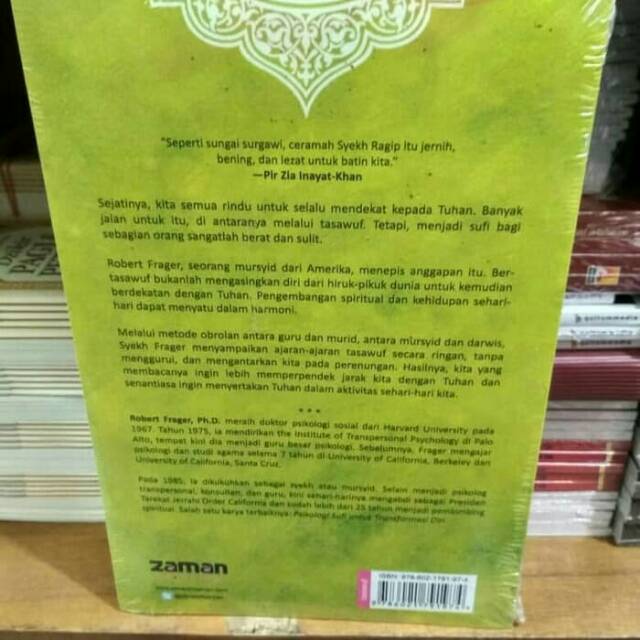 "Seperti sungai surgawi, ceramah Syekh Ragip itu jernih,
bening, dan lezat untuk batin kita."
—Pir Zia Inayat-Khan
Sejatinya, kita semua rindu untuk selalu mendekat kepada Tuhan. Banyak
jalan untuk itu, di antaranya melalui tasawuf. Tetapi, menjadi sufi bagi
sebagian orang sangatlah berat dan sulit.
Robert Frager, seorang mursyid dari Amerika, menepis anggapan itu. Ber-
tasawuf bukanlah mengasingkan diri dari hiruk-pikuk dunia untuk kemudian
berdekatan dengan Tuhan. Pengembangan spiritual dan kehidupan sehari-
hari dapat menyatu dalam harmoni.
Melalui metode obrolan antara guru dan murid, antara mursyid dan darwis,
Syekh Frager menyampaikan ajaran-ajaran tasawuf secara ringan, tanpa
menggurui, dan mengantarkan kita pada perenungan. Hasilnya, kita yang
membacanya ingin lebih memperpendek jarak kita dengan Tuhan dan
senantiasa ingin menyertakan Tuhan dalam aktivitas sehari-hari kita.
Robert Frager, Ph.D. meraih doktor psikologi sosial dari Harvard University pada
1967. Tahun 1975, ia mendirikan the Institute of Transpersonal Psychology di Palo
Alto, tempat kini dia menjadi guru besar psikologi. Sebelumnya, Frager mengajar
psikologi dan studi agama selama 7 tahun di University of California, Berkeley dan
University of California, Santa Cruz.
Pada 1985, ia dikukuhkan sebagai syekh atau mursyid. Selain menjadi psikolog
transpersonal, konsultan, dan guru, kini sehari-harinya mengabdi sebagai Presiden
Tarekat Jerrahi Order California dan sudah lebih dari 25 tahun menjadi pembimbing
spiritual. Salah satu karya terbaiknya: Psikologi Sufi untuk Transformasi Diri.
zaman